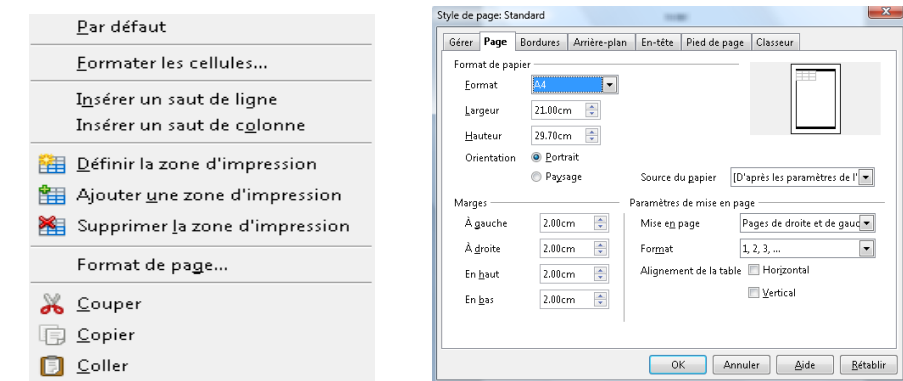 Par défaut
Formater les cellules...
Insérer un saut de ligne
Insérer un saut de colonne
Définir la zone d'impression
Ajouter une zone d'impression
Supprimer la zone d'impression
Format de page...
Couper
Copier
Coller
Style de page: Standard
Gérer Page Bordures Arrière-plan En-tête Pied de page Classeur
Format de papier
Format A4
Largeur 21.00cm
Hauteur 29.70cm
Orientation Portrait
Paysage
Source du papier [D'après les paramètres de l'
Marges
À gauche 2.00cm
À droite 2.00cm
En haut 2.00cm
En bas 2.00cm
Paramètres de mise en page
Mise en page Pages de droite et de gauc
Format 1, 2, 3, ...
Alignement de la table Horizontal
Vertical
OK Annuler Aide Rétablir